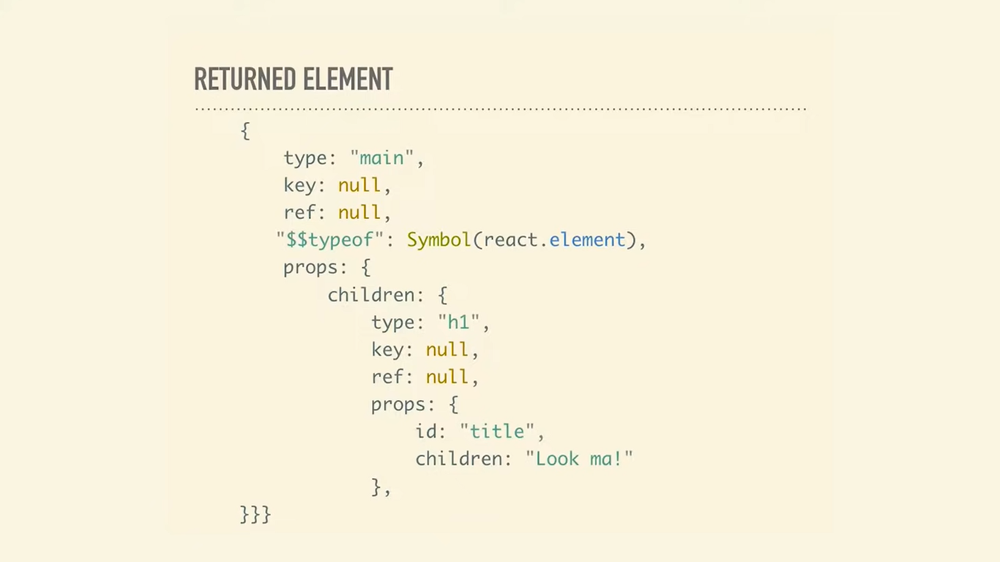 RETURNED ELEMENT
{
type: "main",
key: null,
ref: null,
"$$typeof": Symbol(react.element),
props: {
children: {
type: "h1",
key: null,
ref: null,
props: {
id: "title",
children: "Look ma!"
},
}}}